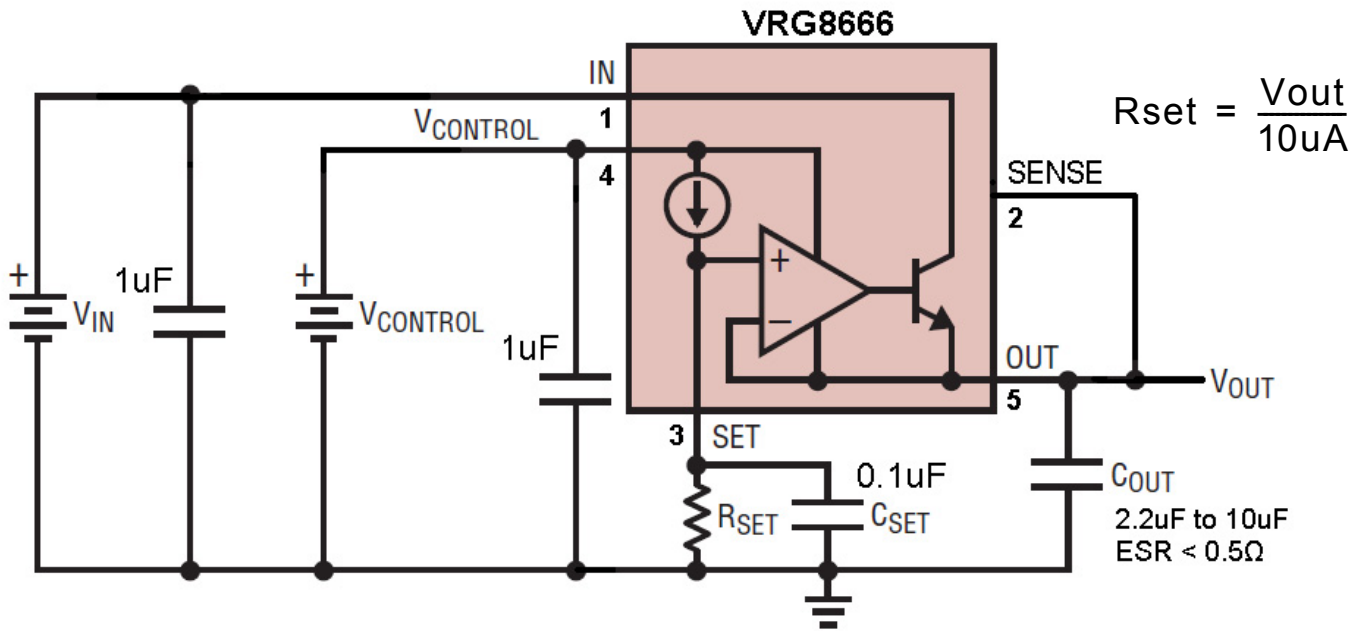 VRG8666
IN
1
Rset = Vout
10uA
VCONTROL
4
SENSE
2
+
1uF
VIN
+
VCONTROL
1uF
+
−
OUT
5
VOUT
3 SET
0.1uF
RSET
CSET
COUT
2.2uF to 10uF
ESR < 0.5Ω